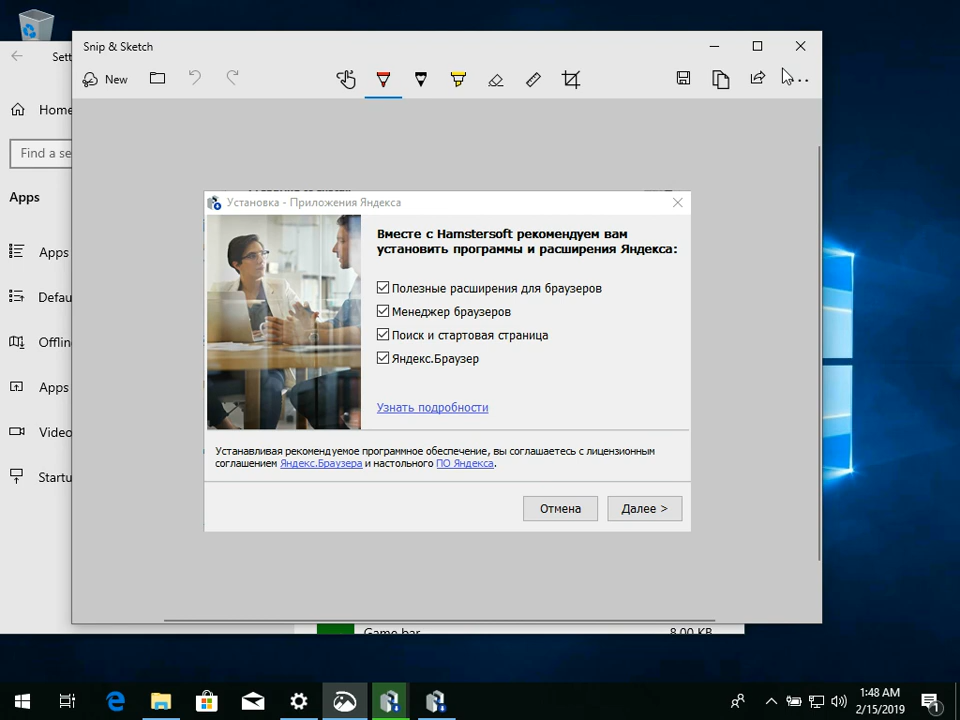 Snip & Sketch
New
Sett
Home
Find a se
Apps
Apps
Defau
Offlin
Apps
Video
Startu
Установка - Приложения Яндекса
Вместе с Hamstersoft рекомендуем вам
установить программы и расширения Яндекса:
Полезные расширения для браузеров
Менеджер браузеров
Поиск и стартовая страница
Яндекс.Браузер
Узнать подробности
Устанавливая рекомендуемое программное обеспечение, вы соглашаетесь с лицензионным
соглашением Яндекс.Браузера и настольного ПО Яндекса.
Отмена
Далее >
Game bar
8.00 KB
1:48 AM
2/15/2019
1